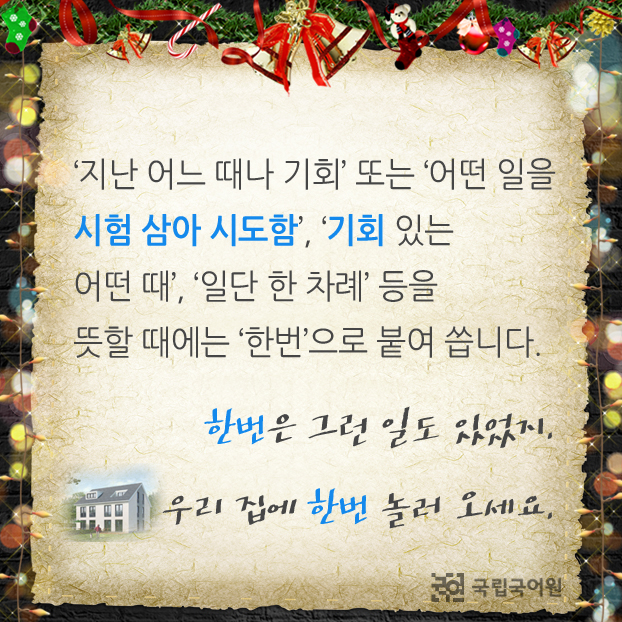 ‘지난 어느 때나 기회’ 또는 ‘어떤 일을
시험 삼아 시도함’, ‘기회 있는
어떤 때’, ‘일단 한 차례’ 등을
뜻할 때에는 ‘한번’으로 붙여 씁니다.
한번은 그런 일도 있었지.
우리 집에 한번 놀러 오세요.
국립국어원